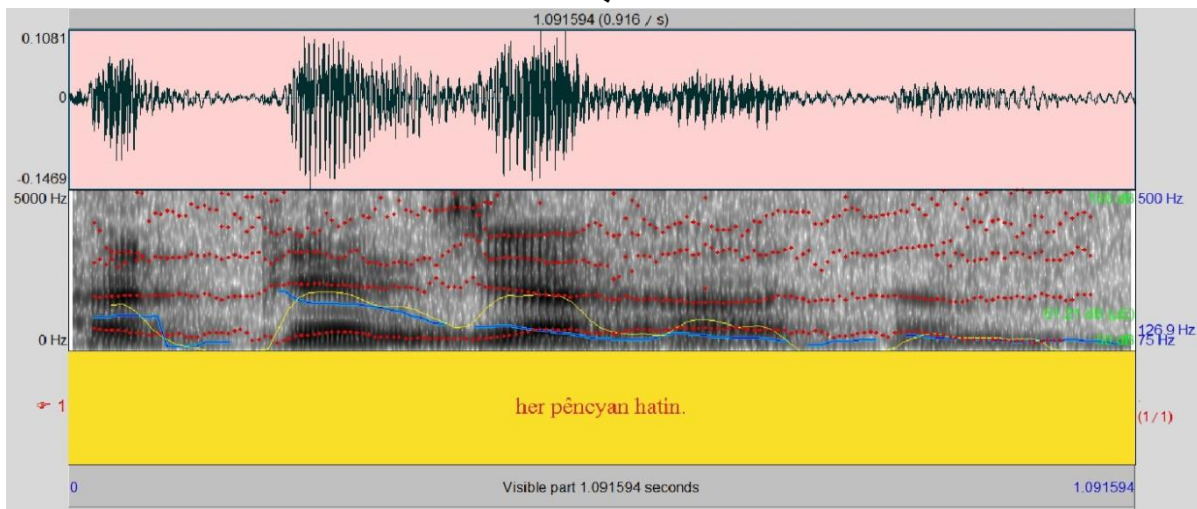 1.091594 (0.916 / s)
0.1081
0
-0.1469
5000 Hz
500 Hz
0 Hz
126.9 Hz
75 Hz
1
her pêncyan hatin.
(1 / 1)
0
Visible part 1.091594 seconds
1.091594